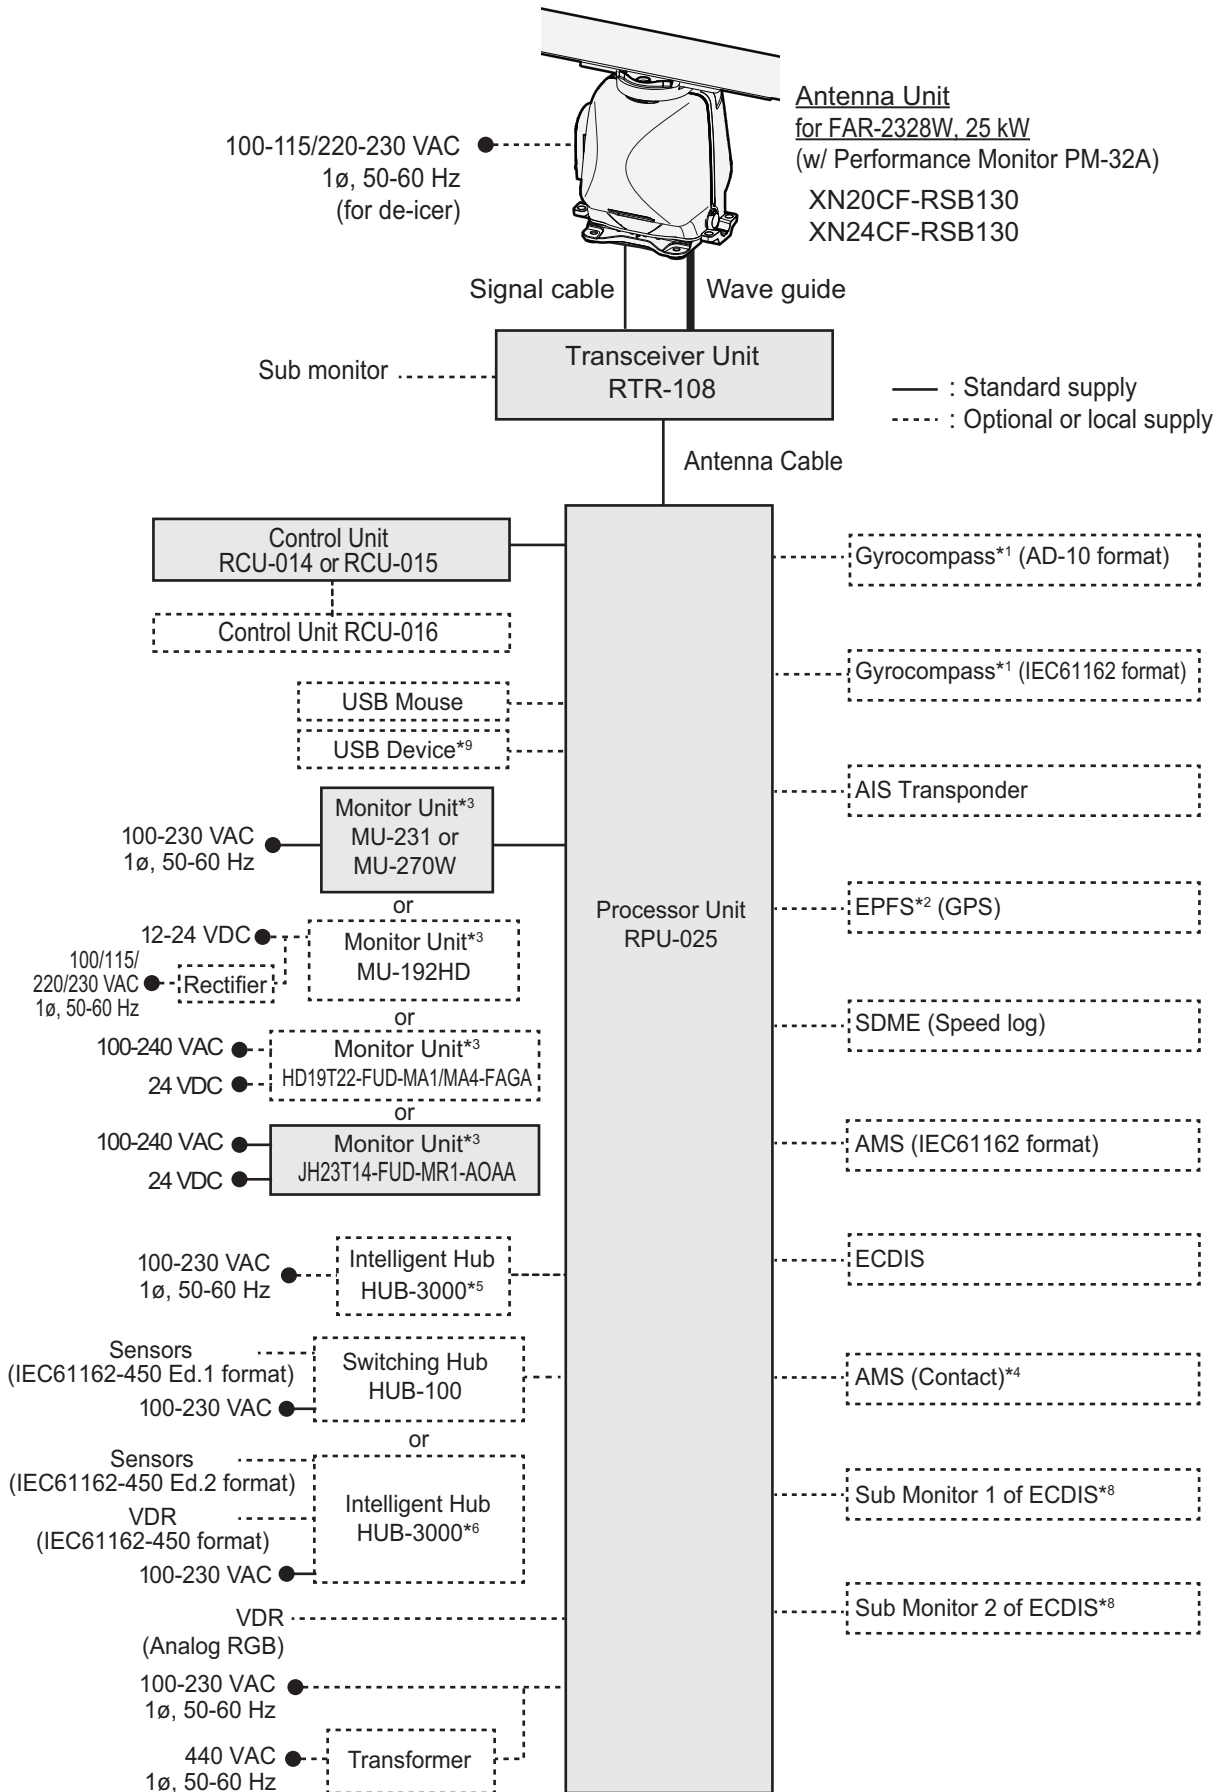 Antenna Unit
for FAR-2328W, 25 kW
(w/ Performance Monitor PM-32A)
XN20CF-RSB130
XN24CF-RSB130
100-115/220-230 VAC
1ø, 50-60 Hz
(for de-icer)
Signal cable
Wave guide
Transceiver Unit
RTR-108
Sub monitor
: Standard supply
: Optional or local supply
Antenna Cable
Control Unit
RCU-014 or RCU-015
Control Unit RCU-016
USB Mouse
USB Device*9
Monitor Unit*3
MU-231 or
MU-270W
100-230 VAC
1ø, 50-60 Hz
or
12-24 VDC
100/115/
220/230 VAC
1ø, 50-60 Hz
Rectifier
Monitor Unit*3
MU-192HD
or
100-240 VAC
24 VDC
Monitor Unit*3
HD19T22-FUD-MA1/MA4-FAGA
or
100-240 VAC
24 VDC
Monitor Unit*3
JH23T14-FUD-MR1-AOAA
100-230 VAC
1ø, 50-60 Hz
Intelligent Hub
HUB-3000*5
Sensors
(IEC61162-450 Ed.1 format)
100-230 VAC
Switching Hub
HUB-100
or
Sensors
(IEC61162-450 Ed.2 format)
VDR
(IEC61162-450 format)
100-230 VAC
Intelligent Hub
HUB-3000*6
VDR
(Analog RGB)
100-230 VAC
1ø, 50-60 Hz
440 VAC
1ø, 50-60 Hz
Transformer
Processor Unit
RPU-025
Gyrocompass*1 (AD-10 format)
Gyrocompass*1 (IEC61162 format)
AIS Transponder
EPFS*2 (GPS)
SDME (Speed log)
AMS (IEC61162 format)
ECDIS
AMS (Contact)*4
Sub Monitor 1 of ECDIS*8
Sub Monitor 2 of ECDIS*8